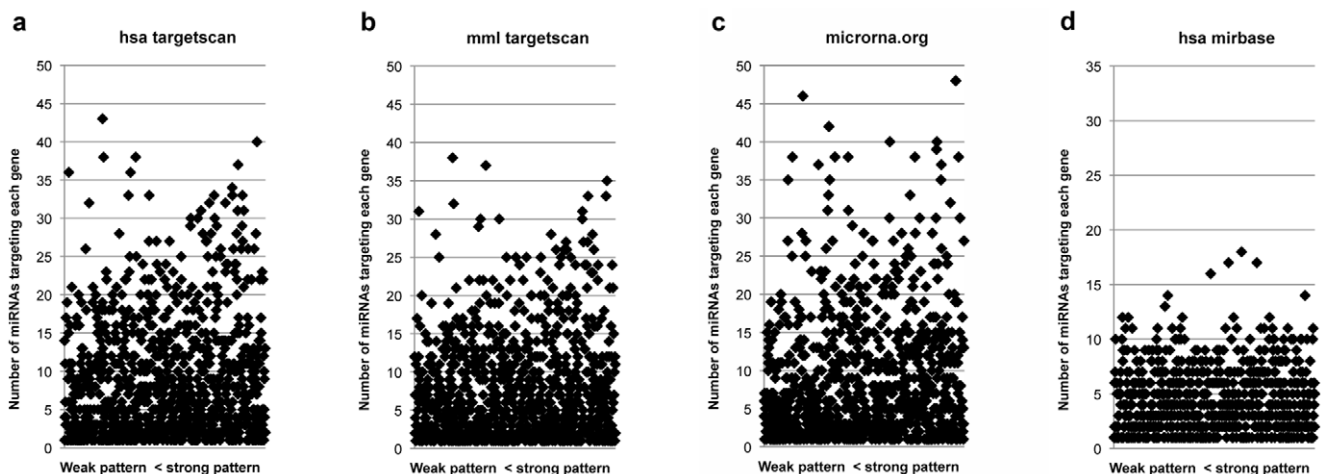 a
hsa targetscan
Number of miRNAs targeting each gene
50
45
40
35
30
25
20
15
10
5
0
Weak pattern < strong pattern
b
mml targetscan
Number of miRNAs targeting each gene
50
45
40
35
30
25
20
15
10
5
0
Weak pattern < strong pattern
c
microrna.org
Number of miRNAs targeting each gene
50
45
40
35
30
25
20
15
10
5
0
Weak pattern < strong pattern
d
hsa mirbase
Number of miRNAs targeting each gene
35
30
25
20
15
10
5
0
Weak pattern < strong pattern